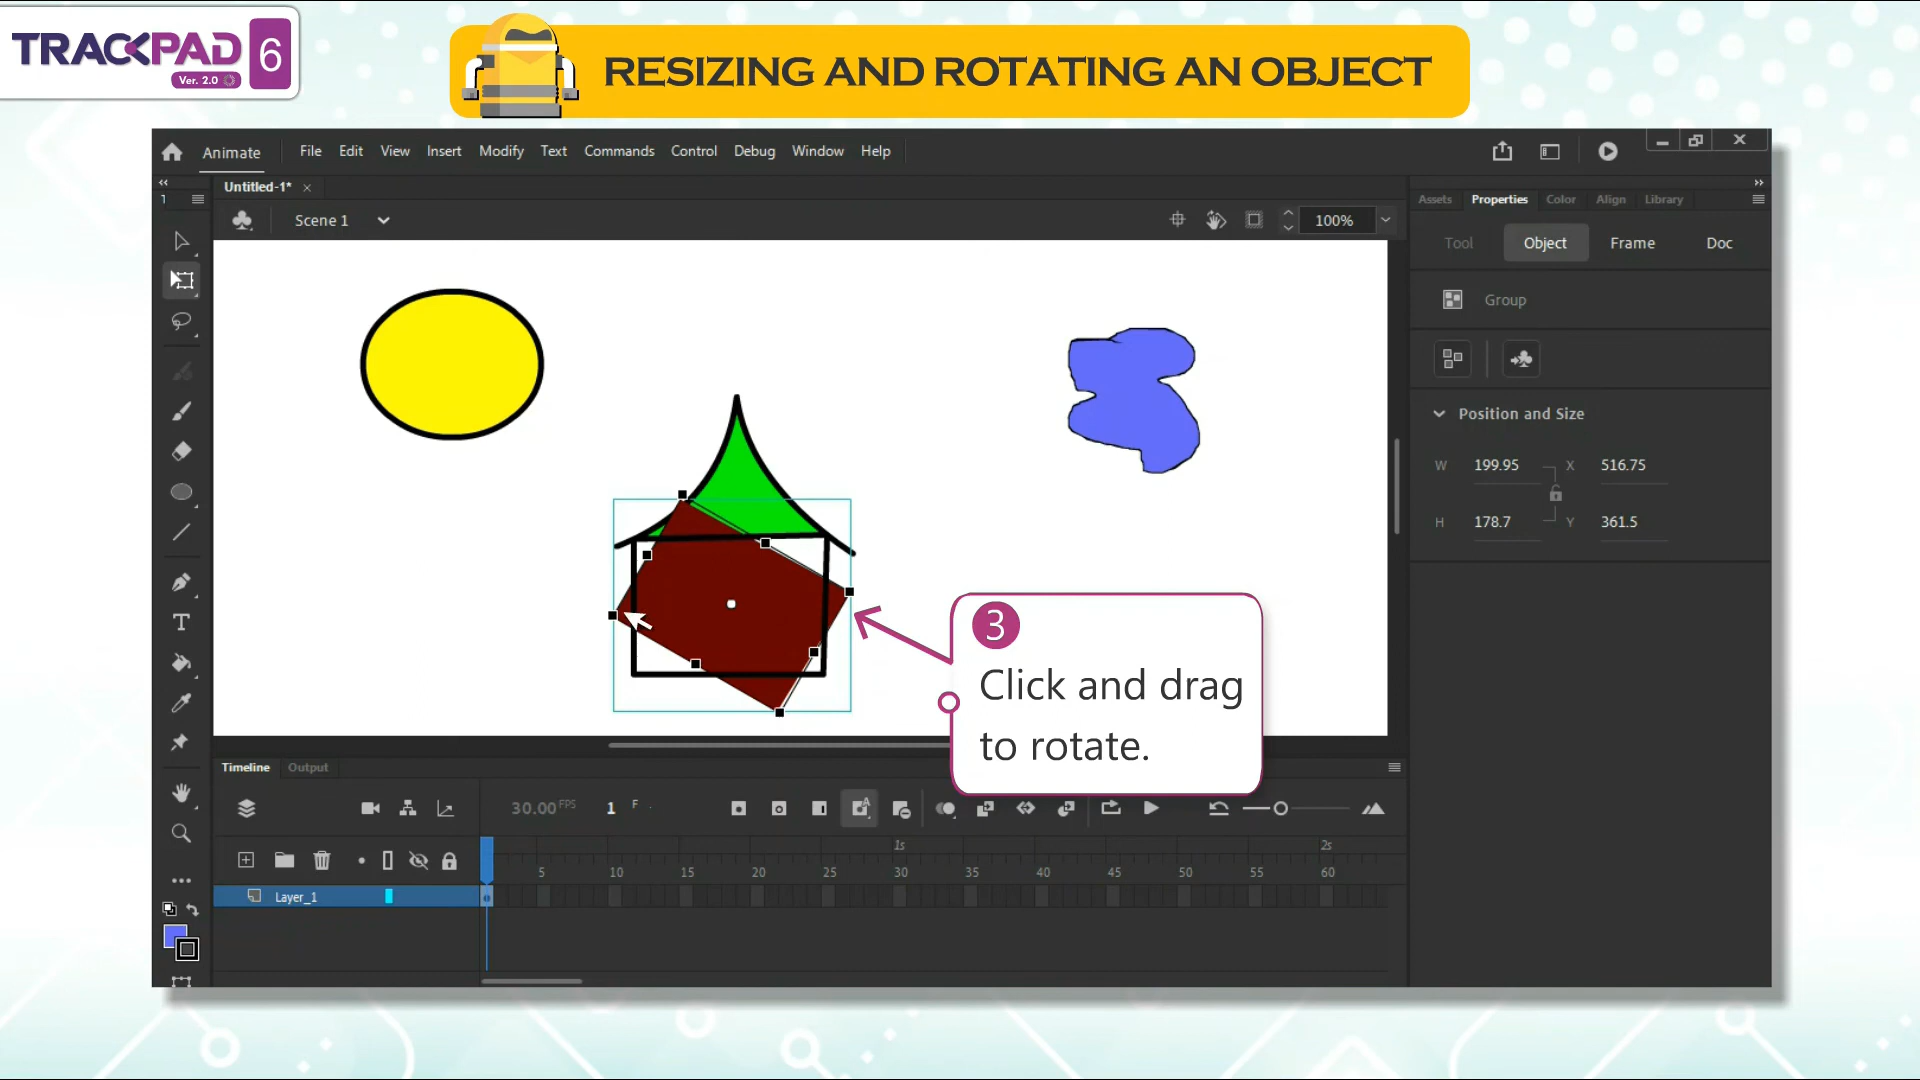 TRACKPAD 6
Ver. 2.0
RESIZING AND ROTATING AN OBJECT
Animate File Edit View Insert Modify Text Commands Control Debug Window Help
Untitled-1*
1
Assets Properties Color Align Library
Scene 1 100%
Tool Object Frame Doc
Group
Position and Size
W 199.95 X 516.75
H 178.7 Y 361.5
3
Click and drag
to rotate.
Timeline Output
30.00 FPS 1 F
1s 2s
5 10 15 20 25 30 35 40 45 50 55 60
Layer_1